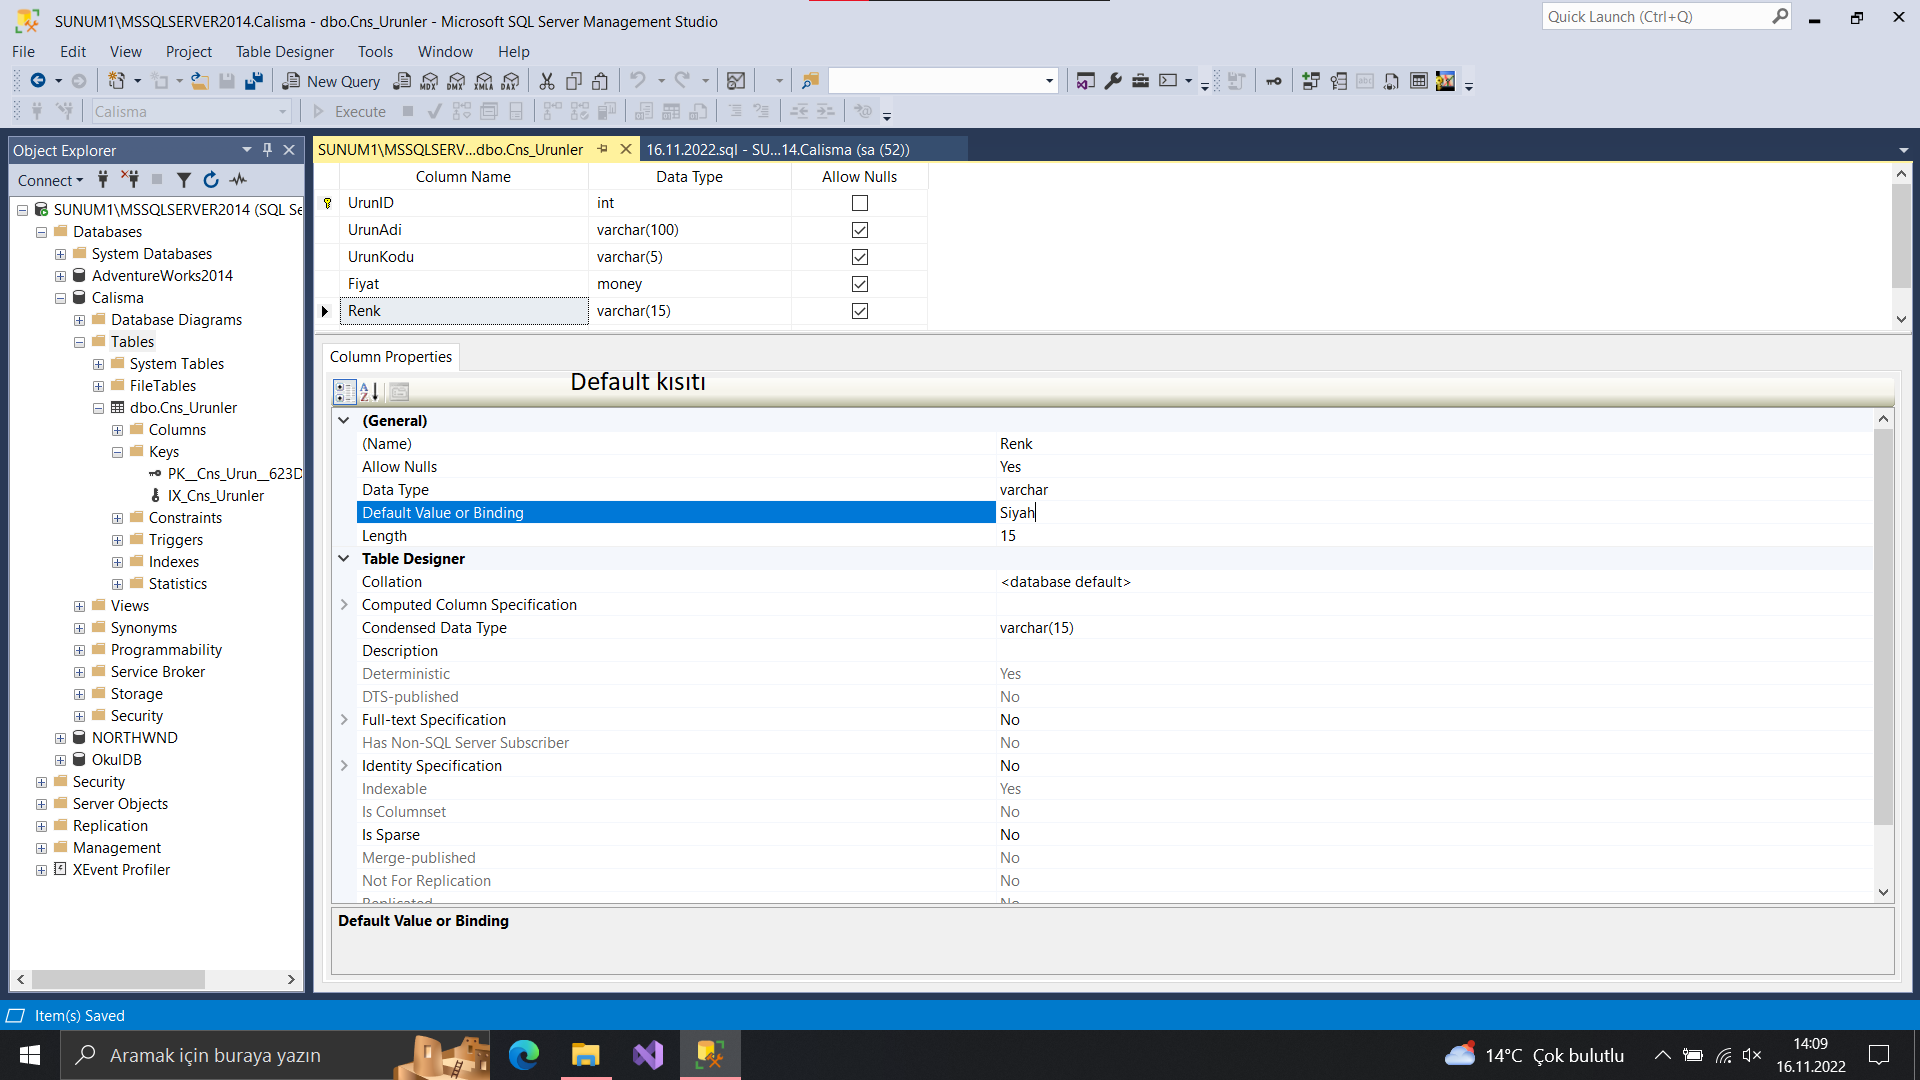 SUNUM1\MSSQLSERVER2014.Calisma - dbo.Cns_Urunler - Microsoft SQL Server Management Studio
Quick Launch (Ctrl+Q)
File Edit View Project Table Designer Tools Window Help
New Query MDX DMX XMLA DAX
Calisma Execute
Object Explorer
Connect
SUNUM1\MSSQLSERVER2014 (SQL Se
Databases
System Databases
AdventureWorks2014
Calisma
Database Diagrams
Tables
System Tables
FileTables
dbo.Cns_Urunler
Columns
Keys
PK__Cns_Urun__623D
IX_Cns_Urunler
Constraints
Triggers
Indexes
Statistics
Views
Synonyms
Programmability
Service Broker
Storage
Security
NORTHWND
OkulDB
Security
Server Objects
Replication
Management
XEvent Profiler
SUNUM1\MSSQLSERV...dbo.Cns_Urunler
16.11.2022.sql - SU...14.Calisma (sa (52))
Column Name Data Type Allow Nulls
UrunID int
UrunAdi varchar(100)
UrunKodu varchar(5)
Fiyat money
Renk varchar(15)
Column Properties
Default kısıtı
(General)
(Name) Renk
Allow Nulls Yes
Data Type varchar
Default Value or Binding Siyah
Length 15
Table Designer
Collation <database default>
Computed Column Specification
Condensed Data Type varchar(15)
Description
Deterministic Yes
DTS-published No
Full-text Specification No
Has Non-SQL Server Subscriber No
Identity Specification No
Indexable Yes
Is Columnset No
Is Sparse No
Merge-published No
Not For Replication No
Replicated No
Default Value or Binding
Item(s) Saved
Aramak için buraya yazın
14°C Çok bulutlu
14:09
16.11.2022